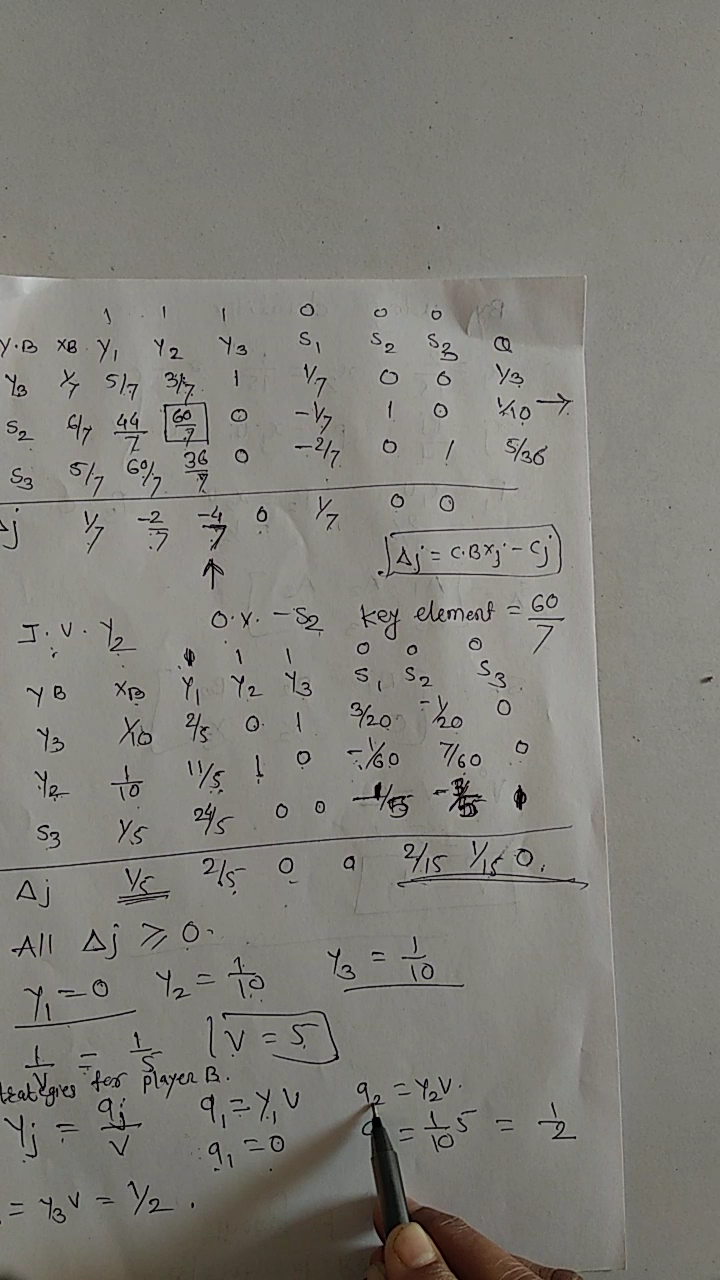 1 1 1 0 0 0
Y.B XB Y1 Y2 Y3 S1 S2 S3 Q
Y3 1/7 5/7 3/7 1 1/7 0 0 1/3
S2 6/7 44/7 60/7 0 -1/7 1 0 1/10 →
S3 5/7 60/7 36/7 0 -2/7 0 1 5/36
Δj 1/7 -2/7 -4/7 0 1/7 0 0
↑
Δj = C.B xj - Cj
I.V.Y2 O.V. -S2 key element = 60/7
1 1 0 0 0
YB XB Y1 Y2 Y3 S1 S2 S3
Y3 1/10 2/5 0 1 3/20 -1/20 0
Y2 1/10 11/5 1 0 -1/60 7/60 0
S3 1/5 24/5 0 0
Δj 1/5 2/5 0 0 2/15 1/15 0.
All Δj ≥ 0.
Y1 = 0 Y2 = 1/10 Y3 = 1/10
1/V = 1/5 V = 5
for player B.
Yj = qj/V q1 = Y1V q2 = Y2V.
q1 = 0 = 1/10 5 = 1/2
= Y3V = 1/2.